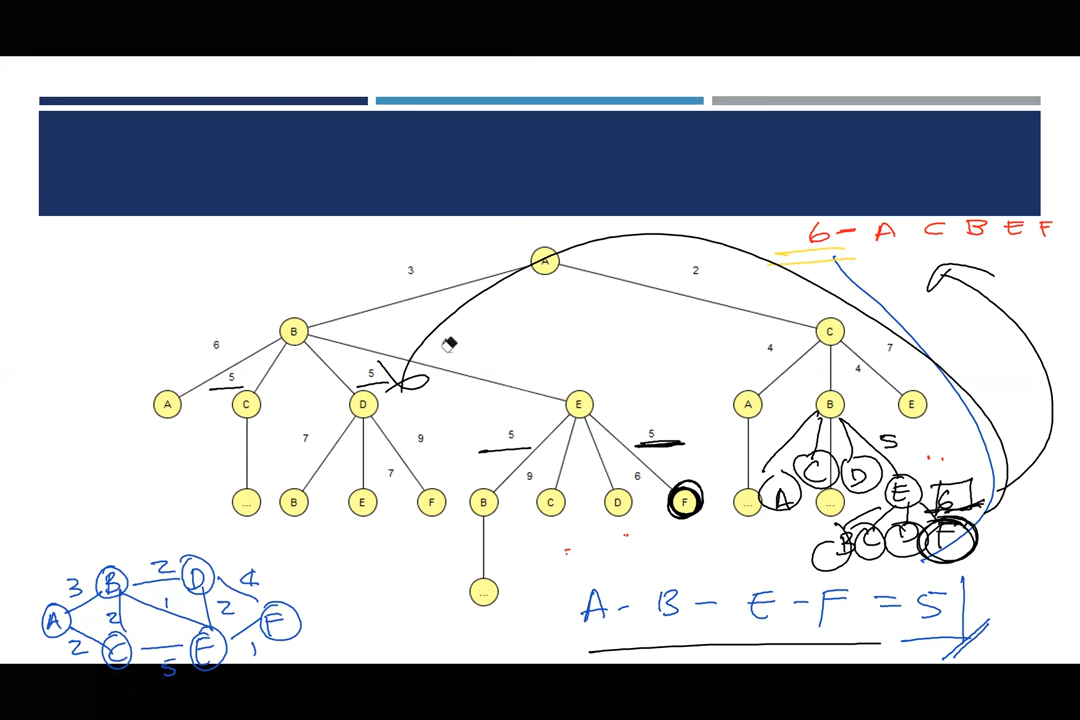 6 - A C B E F
A
3 2
B C
6 5 5 4 4 7
A C D E A B E
7 9 5 5 5
7 9 6
... B E F B C D F ... A C D ... E 6
B C D F
...
A - B - E - F = 5
B 2 D 4
3 1 2
A 2 F
2 C 5 E 1